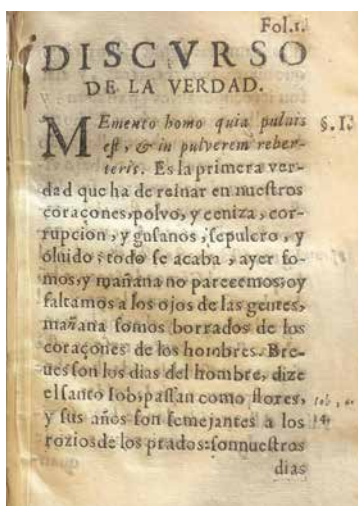 Fol.1.
DISCVRSO
DE LA VERDAD.
MEmento homo quia puluis §.I.
est, & in pulverem reber-
teris. Es la primera ver-
dad que ha de reinar en nuestros
coraçones, polvo, y ceniza, cor-
rupcion, y gusanos, sepulcro, y
oluido; todo se acaba, ayer so-
mos, y mañana no parecemos; oy
faltamos a los ojos de las gentes,
mañana somos borrados de los
coraçones de los hombres. Bre-
ues son los dias del hombre, dize
el santo Iob, passan como flores, Iob,
y sus años son semejantes a los 14.
rozios de los prados: son nuestros
dias